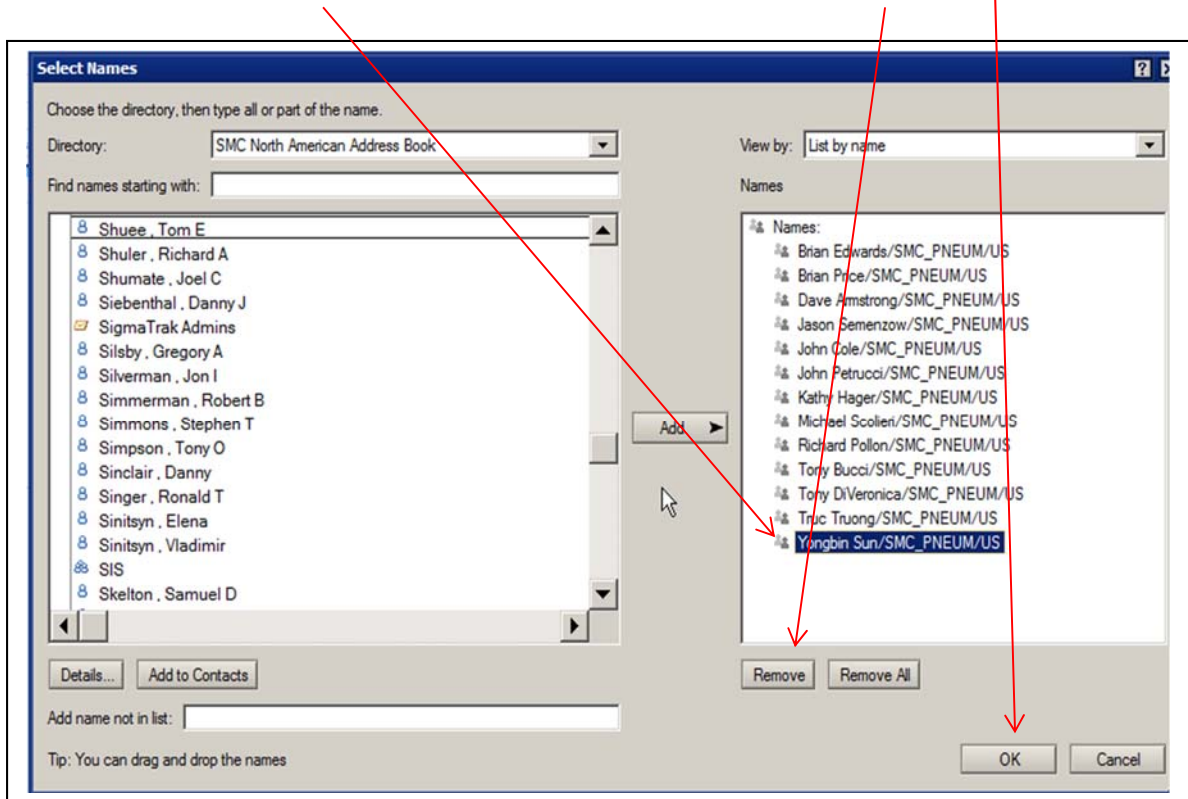 Select Names
Choose the directory, then type all or part of the name.
Directory: SMC North American Address Book
View by: List by name
Find names starting with:
Names
Shuee , Tom E
Shuler , Richard A
Shumate , Joel C
Siebenthal , Danny J
SigmaTrak Admins
Silsby , Gregory A
Silverman , Jon I
Simmerman , Robert B
Simmons , Stephen T
Simpson , Tony O
Sinclair , Danny
Singer , Ronald T
Sinitsyn , Elena
Sinitsyn , Vladimir
SIS
Skelton , Samuel D
Add
Names:
Brian Edwards/SMC_PNEUM/US
Brian Price/SMC_PNEUM/US
Dave Armstrong/SMC_PNEUM/US
Jason Semenzow/SMC_PNEUM/US
John Cole/SMC_PNEUM/US
John Petrucci/SMC_PNEUM/US
Kathy Hager/SMC_PNEUM/US
Michael Scolieri/SMC_PNEUM/US
Richard Pollon/SMC_PNEUM/US
Tony Bucci/SMC_PNEUM/US
Tony DiVeronica/SMC_PNEUM/US
Truc Truong/SMC_PNEUM/US
Yongbin Sun/SMC_PNEUM/US
Details... Add to Contacts
Remove Remove All
Add name not in list:
Tip: You can drag and drop the names
OK Cancel